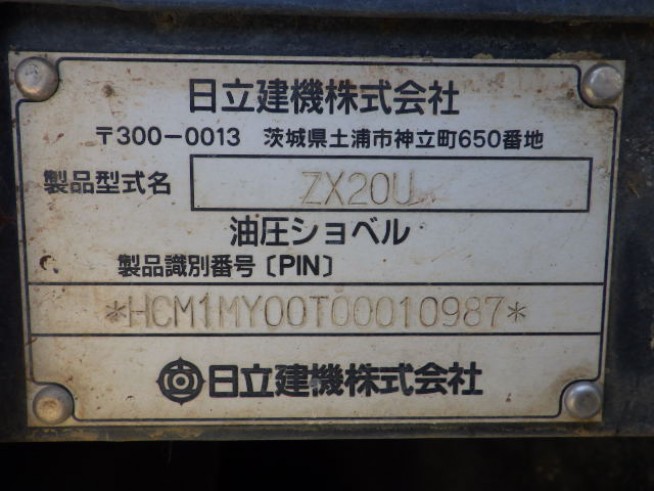 日立建機株式会社
〒300-0013 茨城県土浦市神立町650番地
製品型式名 ZX20U
油圧ショベル
製品識別番号〔PIN〕
*HCM1MY00T00010987*
日立建機株式会社